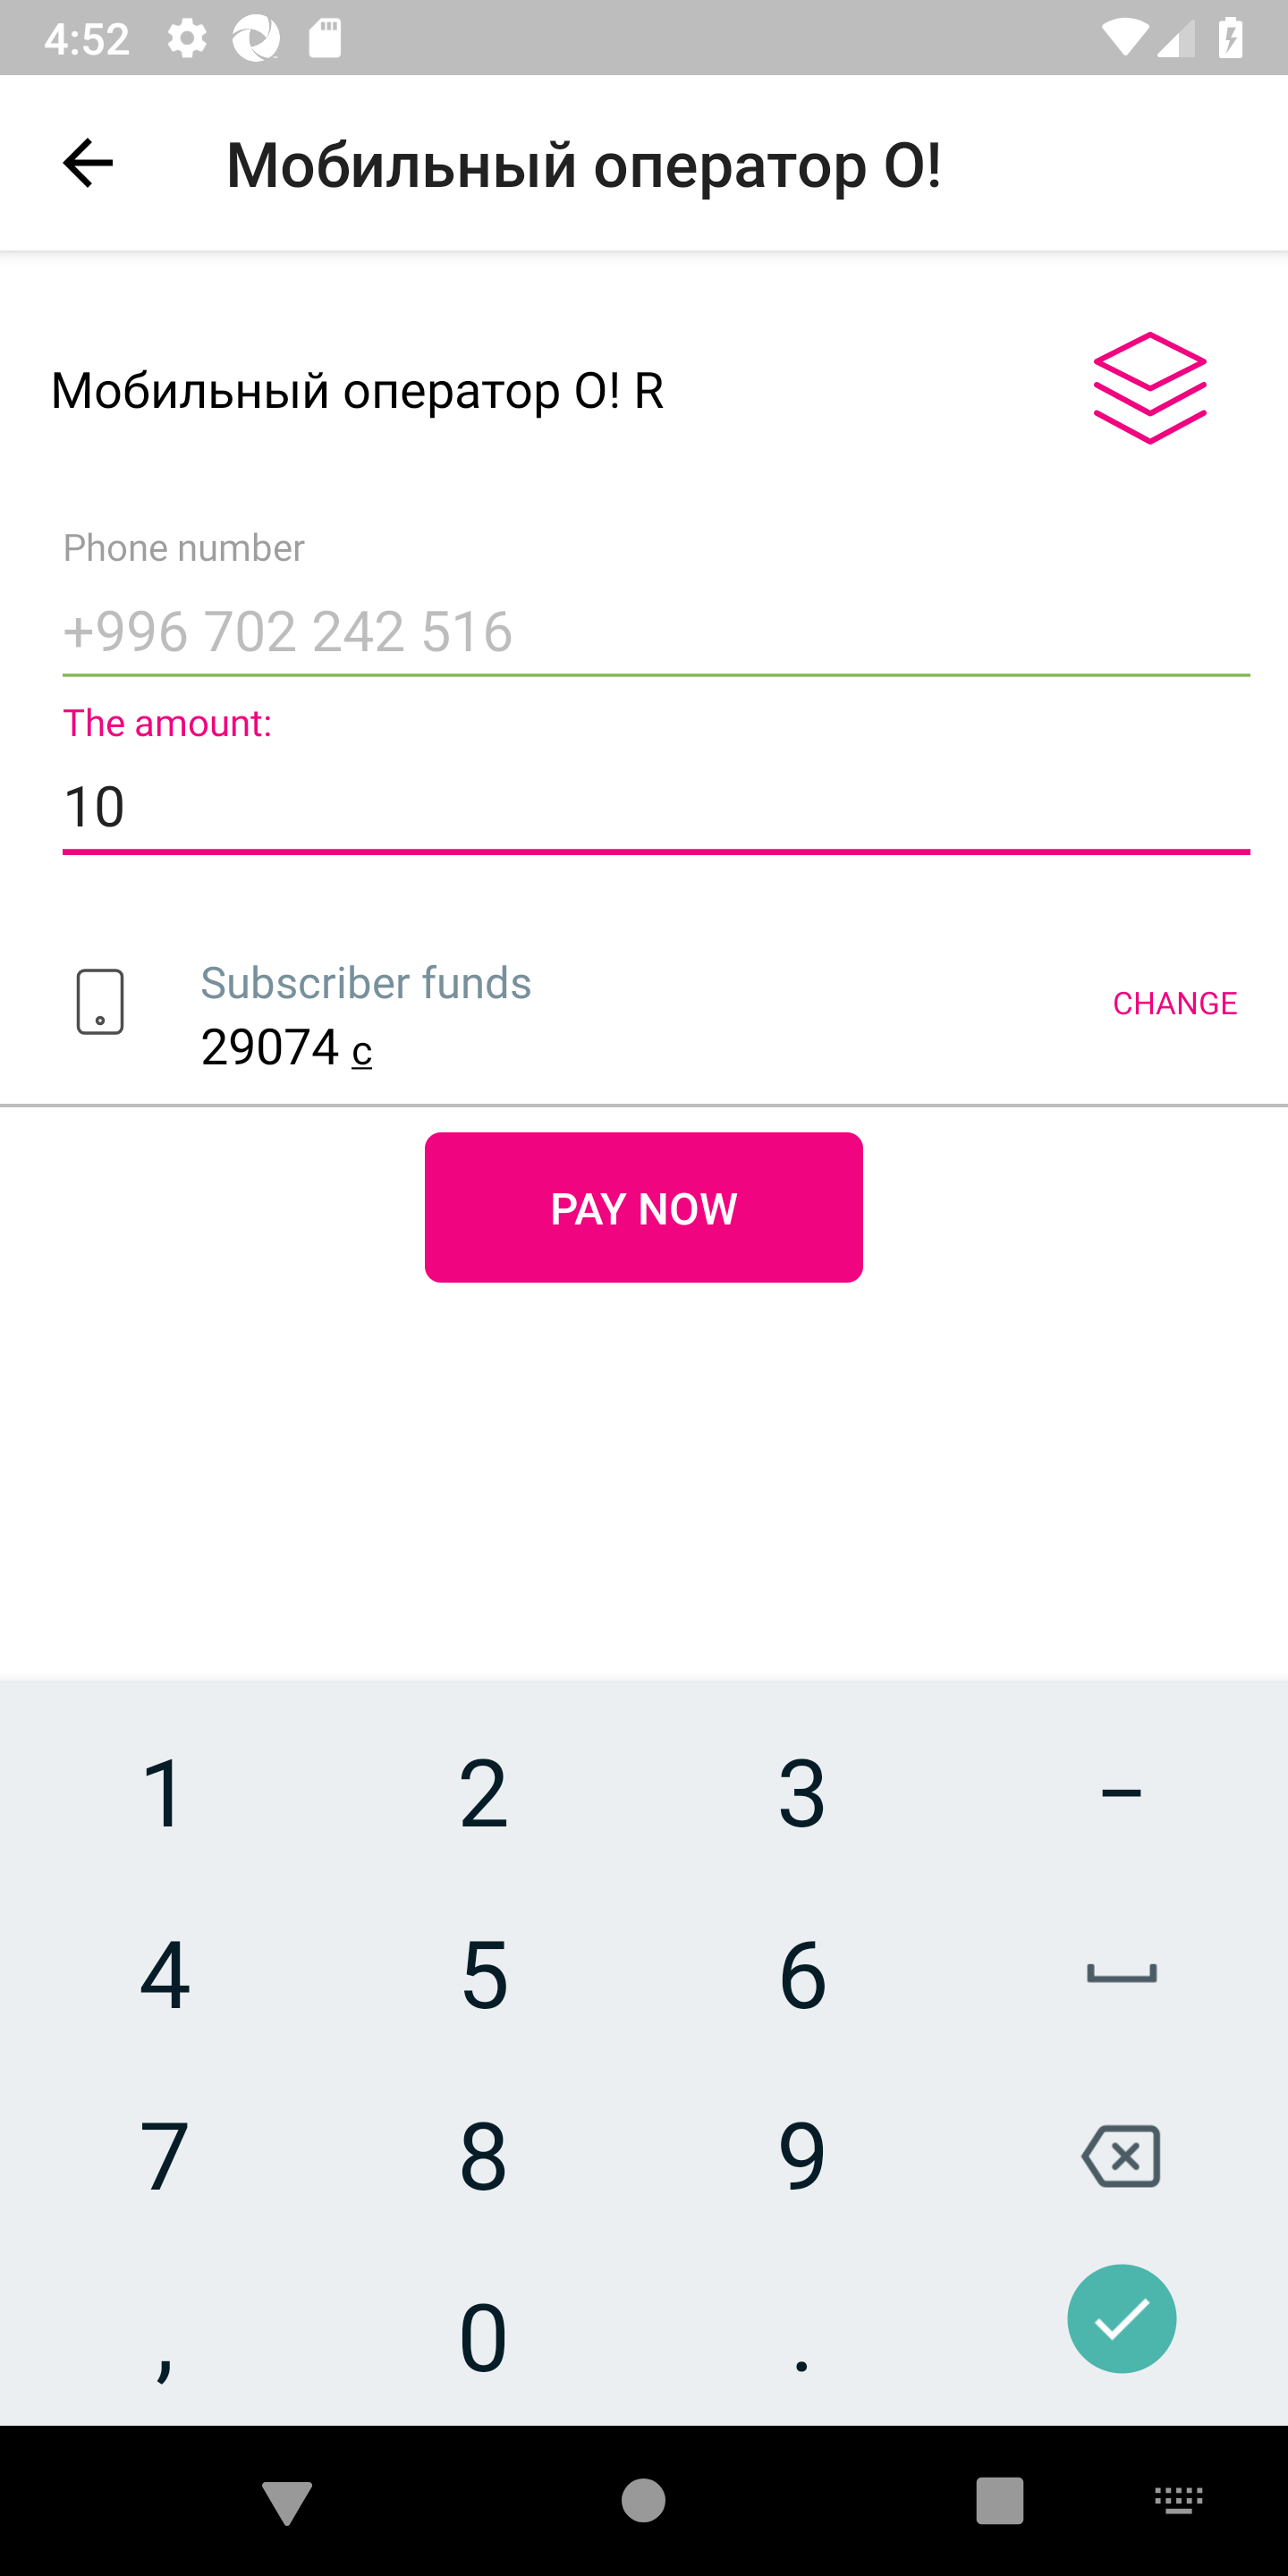 4:52
Мобильный оператор О!
Мобильный оператор О! R
Phone number
+996 702 242 516
The amount:
10
Subscriber funds
29074 с
CHANGE
PAY NOW
1 2 3 –
4 5 6
7 8 9
, 0 .